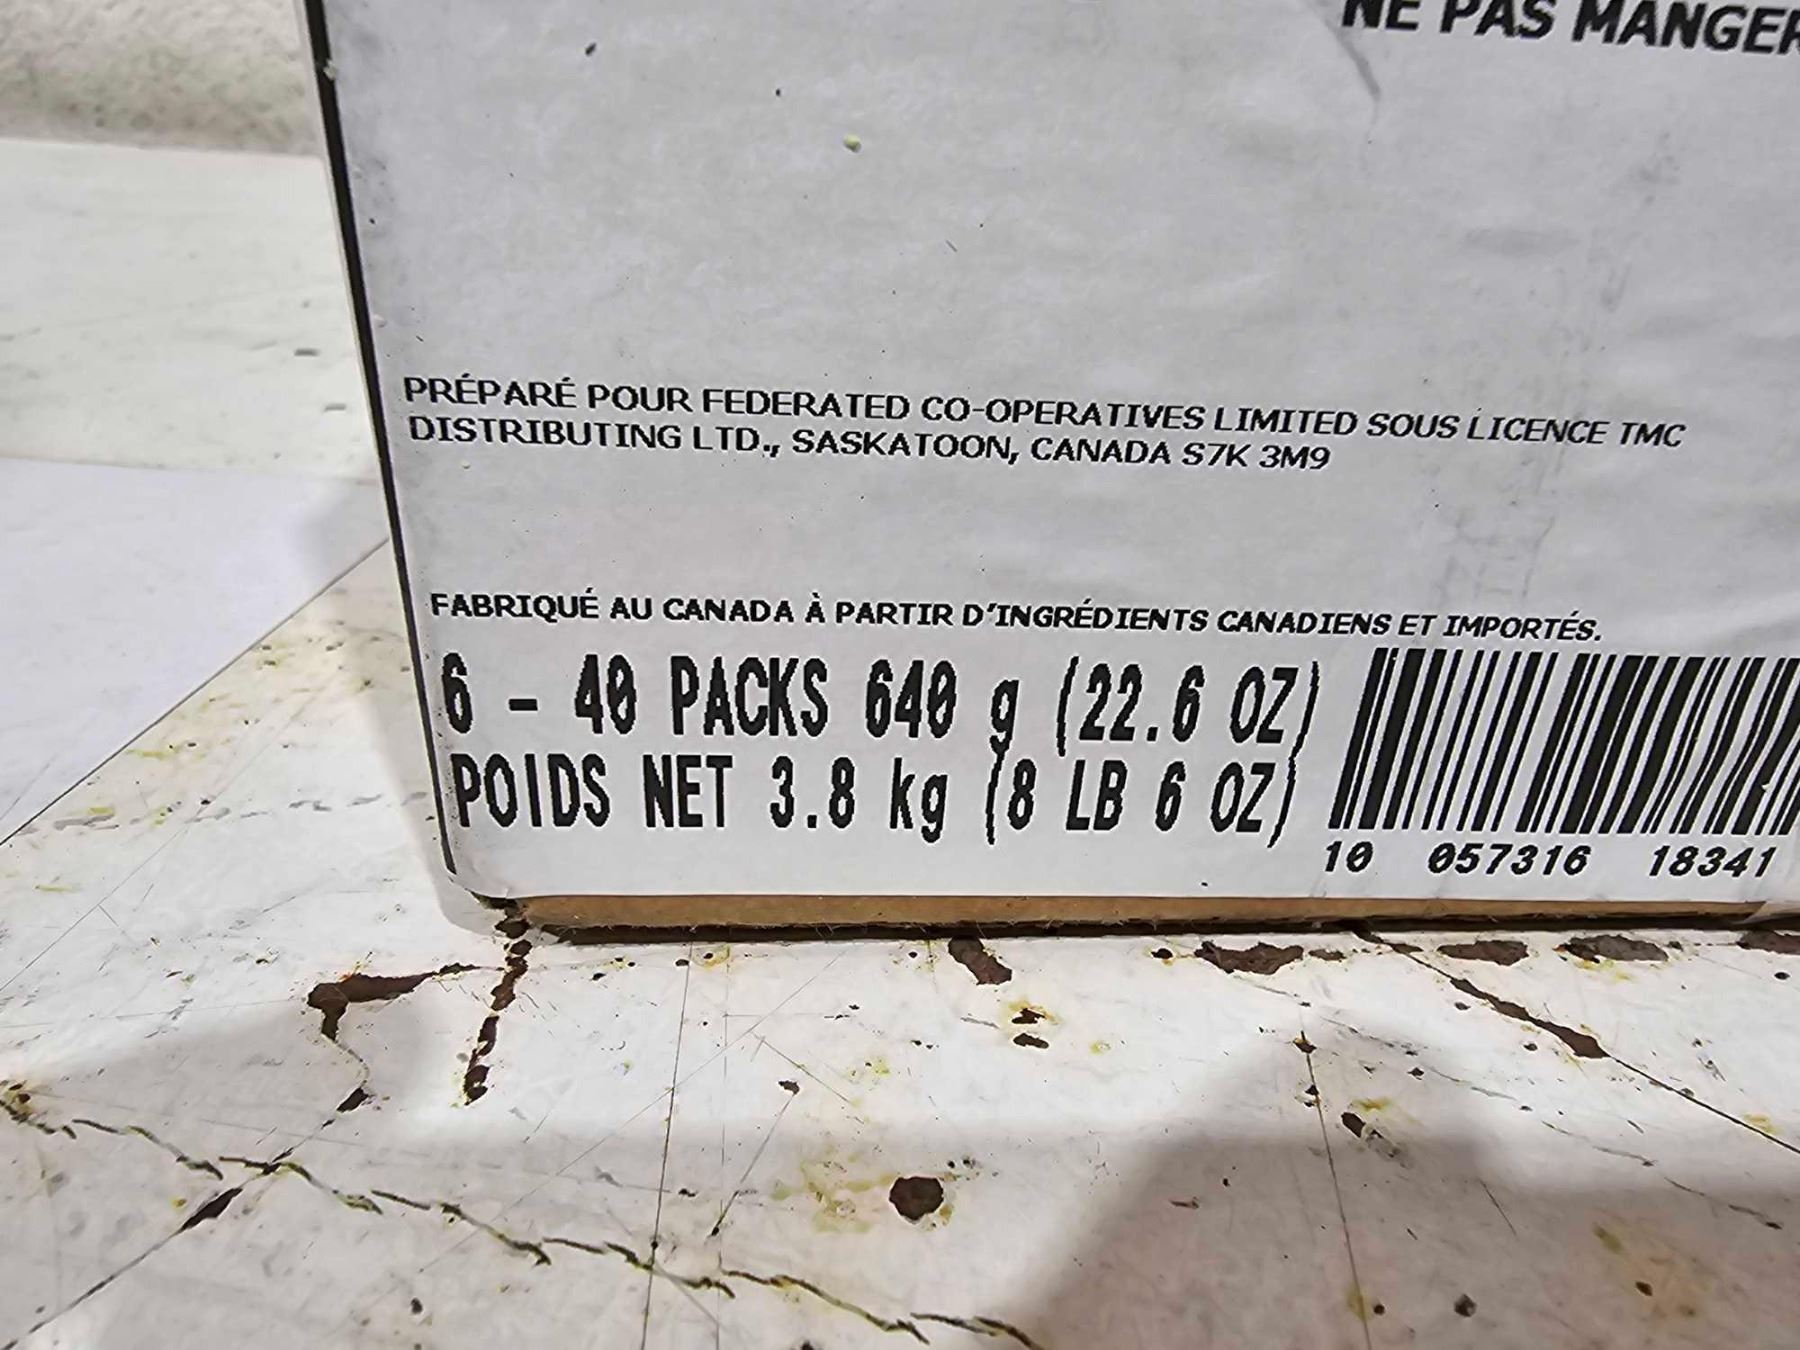 NE PAS MANGER
PRÉPARÉ POUR FEDERATED CO-OPERATIVES LIMITED SOUS LICENCE TMC
DISTRIBUTING LTD., SASKATOON, CANADA S7K 3M9
FABRIQUÉ AU CANADA À PARTIR D'INGRÉDIENTS CANADIENS ET IMPORTÉS.
6 - 40 PACKS 640 g (22.6 OZ)
POIDS NET 3.8 kg (8 LB 6 OZ)
10 057316 18341